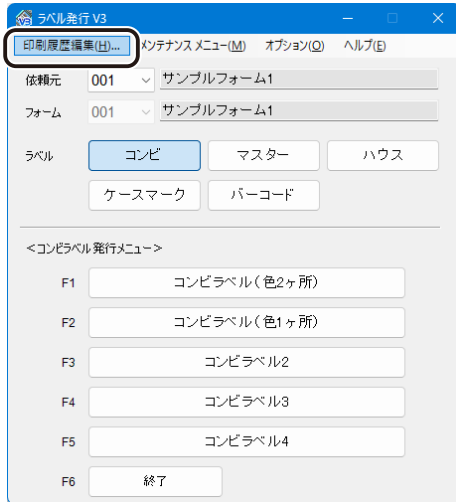 ラベル発行 V3
印刷履歴編集(H)... メンテナンスメニュー(M) オプション(O) ヘルプ(E)
依頼元 001 サンプルフォーム1
フォーム 001 サンプルフォーム1
ラベル コンビ マスター ハウス
ケースマーク バーコード
<コンビラベル発行メニュー>
F1 コンビラベル(色2ヶ所)
F2 コンビラベル(色1ヶ所)
F3 コンビラベル2
F4 コンビラベル3
F5 コンビラベル4
F6 終了